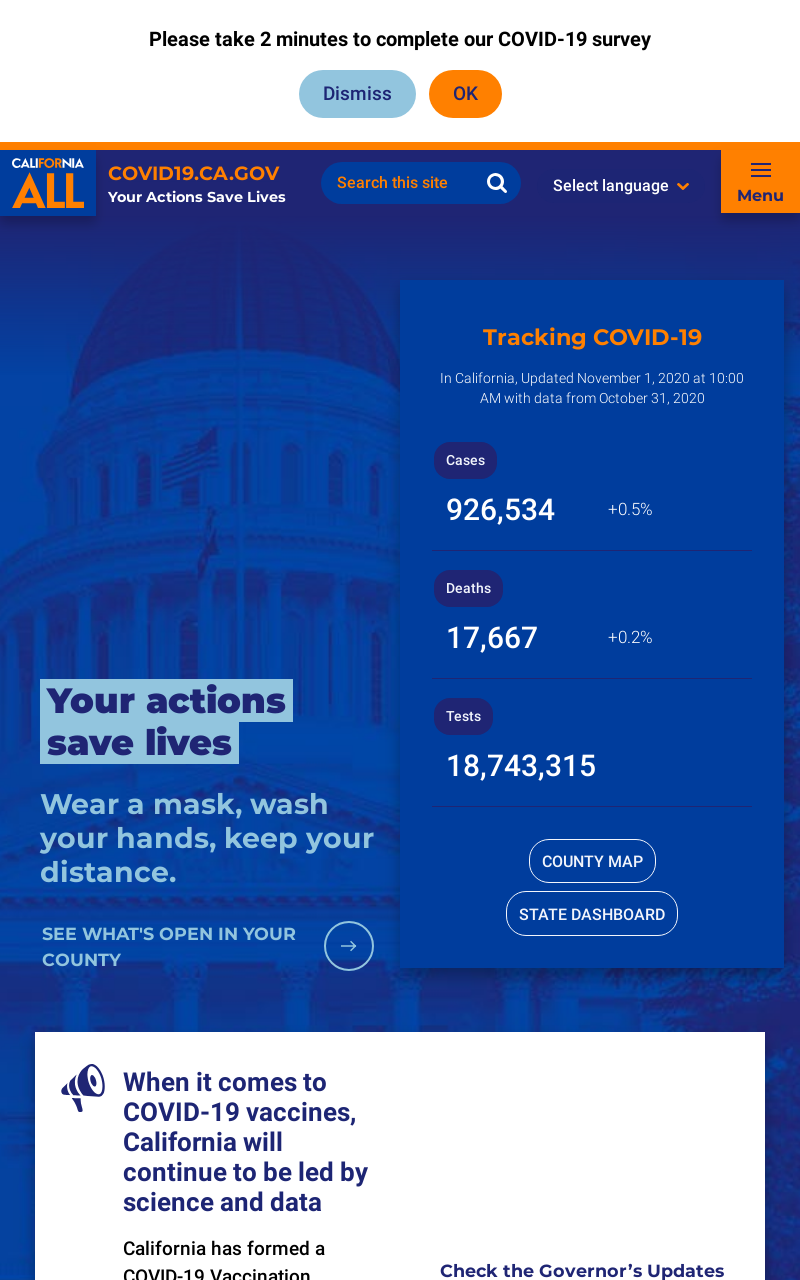 Please take 2 minutes to complete our COVID-19 survey
Dismiss
OK
CALIFORNIA
ALL
COVID19.CA.GOV
Your Actions Save Lives
Search this site
Select language
Menu
Tracking COVID-19
In California, Updated November 1, 2020 at 10:00
AM with data from October 31, 2020
Cases
926,534 +0.5%
Deaths
17,667 +0.2%
Tests
18,743,315
COUNTY MAP
STATE DASHBOARD
Your actions
save lives
Wear a mask, wash
your hands, keep your
distance.
SEE WHAT'S OPEN IN YOUR
COUNTY
When it comes to
COVID-19 vaccines,
California will
continue to be led by
science and data
California has formed a
COVID-19 Vaccination
Check the Governor’s Updates